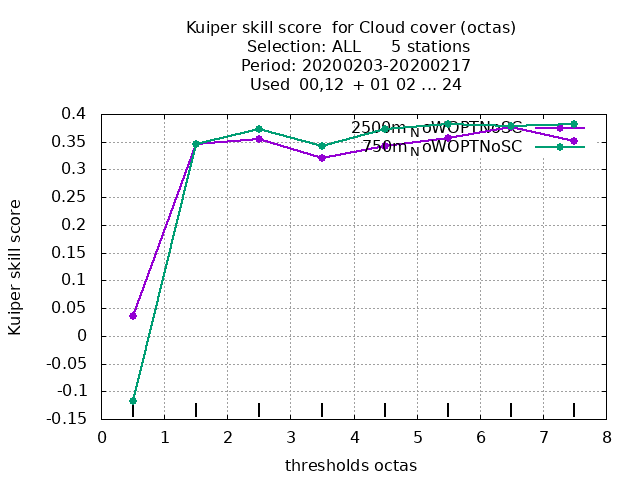 Kuiper skill score  for Cloud cover (octas)
Selection: ALL      5 stations
Period: 20200203-20200217
Used  00,12  + 01 02 ... 24
0.4
0.35
0.3
0.25
0.2
0.15
0.1
0.05
0
-0.05
-0.1
-0.15
Kuiper skill score
2500m_NoWOPTNoSC
750m_NoWOPTNoSC
0 1 2 3 4 5 6 7 8
thresholds octas